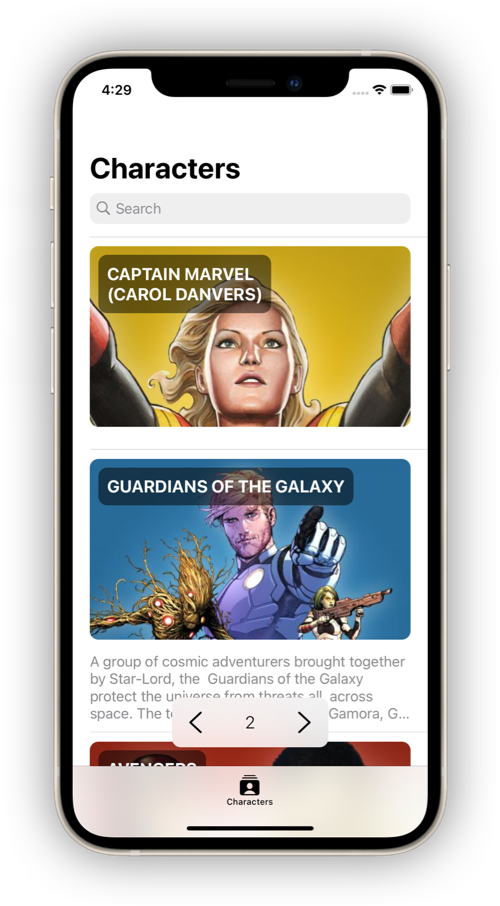 4:29
Characters
Search
CAPTAIN MARVEL
(CAROL DANVERS)
GUARDIANS OF THE GALAXY
A group of cosmic adventurers brought together
by Star-Lord, the  Guardians of the Galaxy
protect the universe from threats all  across
space. The Gamora, G...
2
AVENGERS
Characters